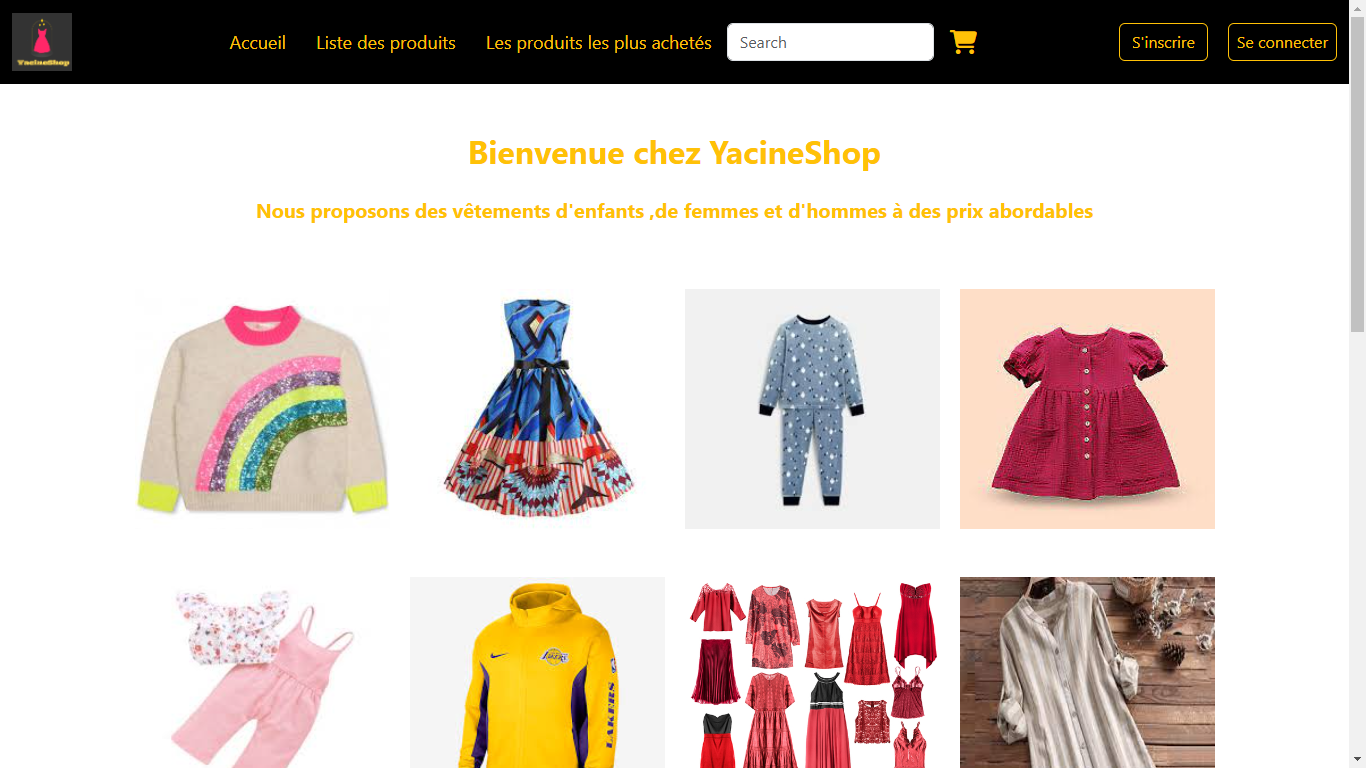 YacineShop
Accueil
Liste des produits
Les produits les plus achetés
Search
S'inscrire
Se connecter
Bienvenue chez YacineShop
Nous proposons des vêtements d'enfants ,de femmes et d'hommes à des prix abordables
LAKERS
LAKERS